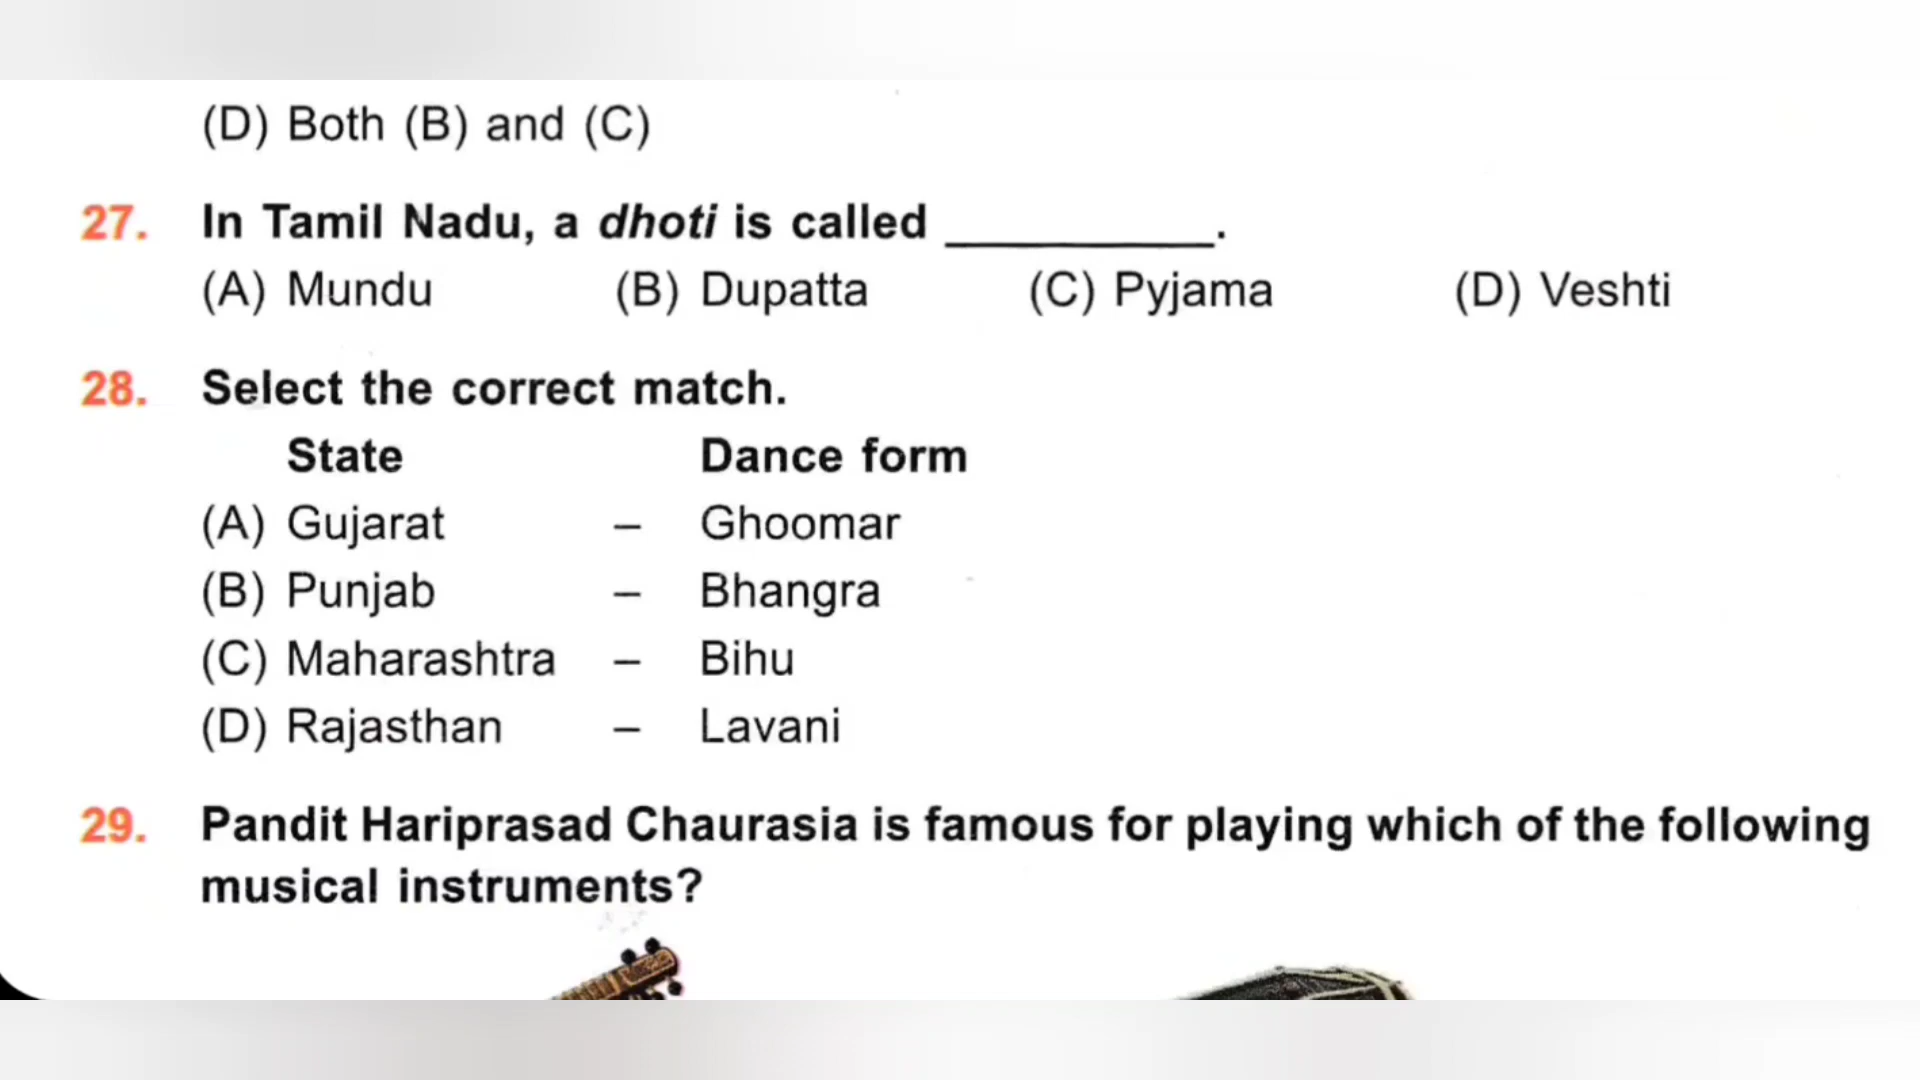 (D) Both (B) and (C)
27. In Tamil Nadu, a dhoti is called __________.
(A) Mundu (B) Dupatta (C) Pyjama (D) Veshti
28. Select the correct match.
State Dance form
(A) Gujarat – Ghoomar
(B) Punjab – Bhangra
(C) Maharashtra – Bihu
(D) Rajasthan – Lavani
29. Pandit Hariprasad Chaurasia is famous for playing which of the following
musical instruments?